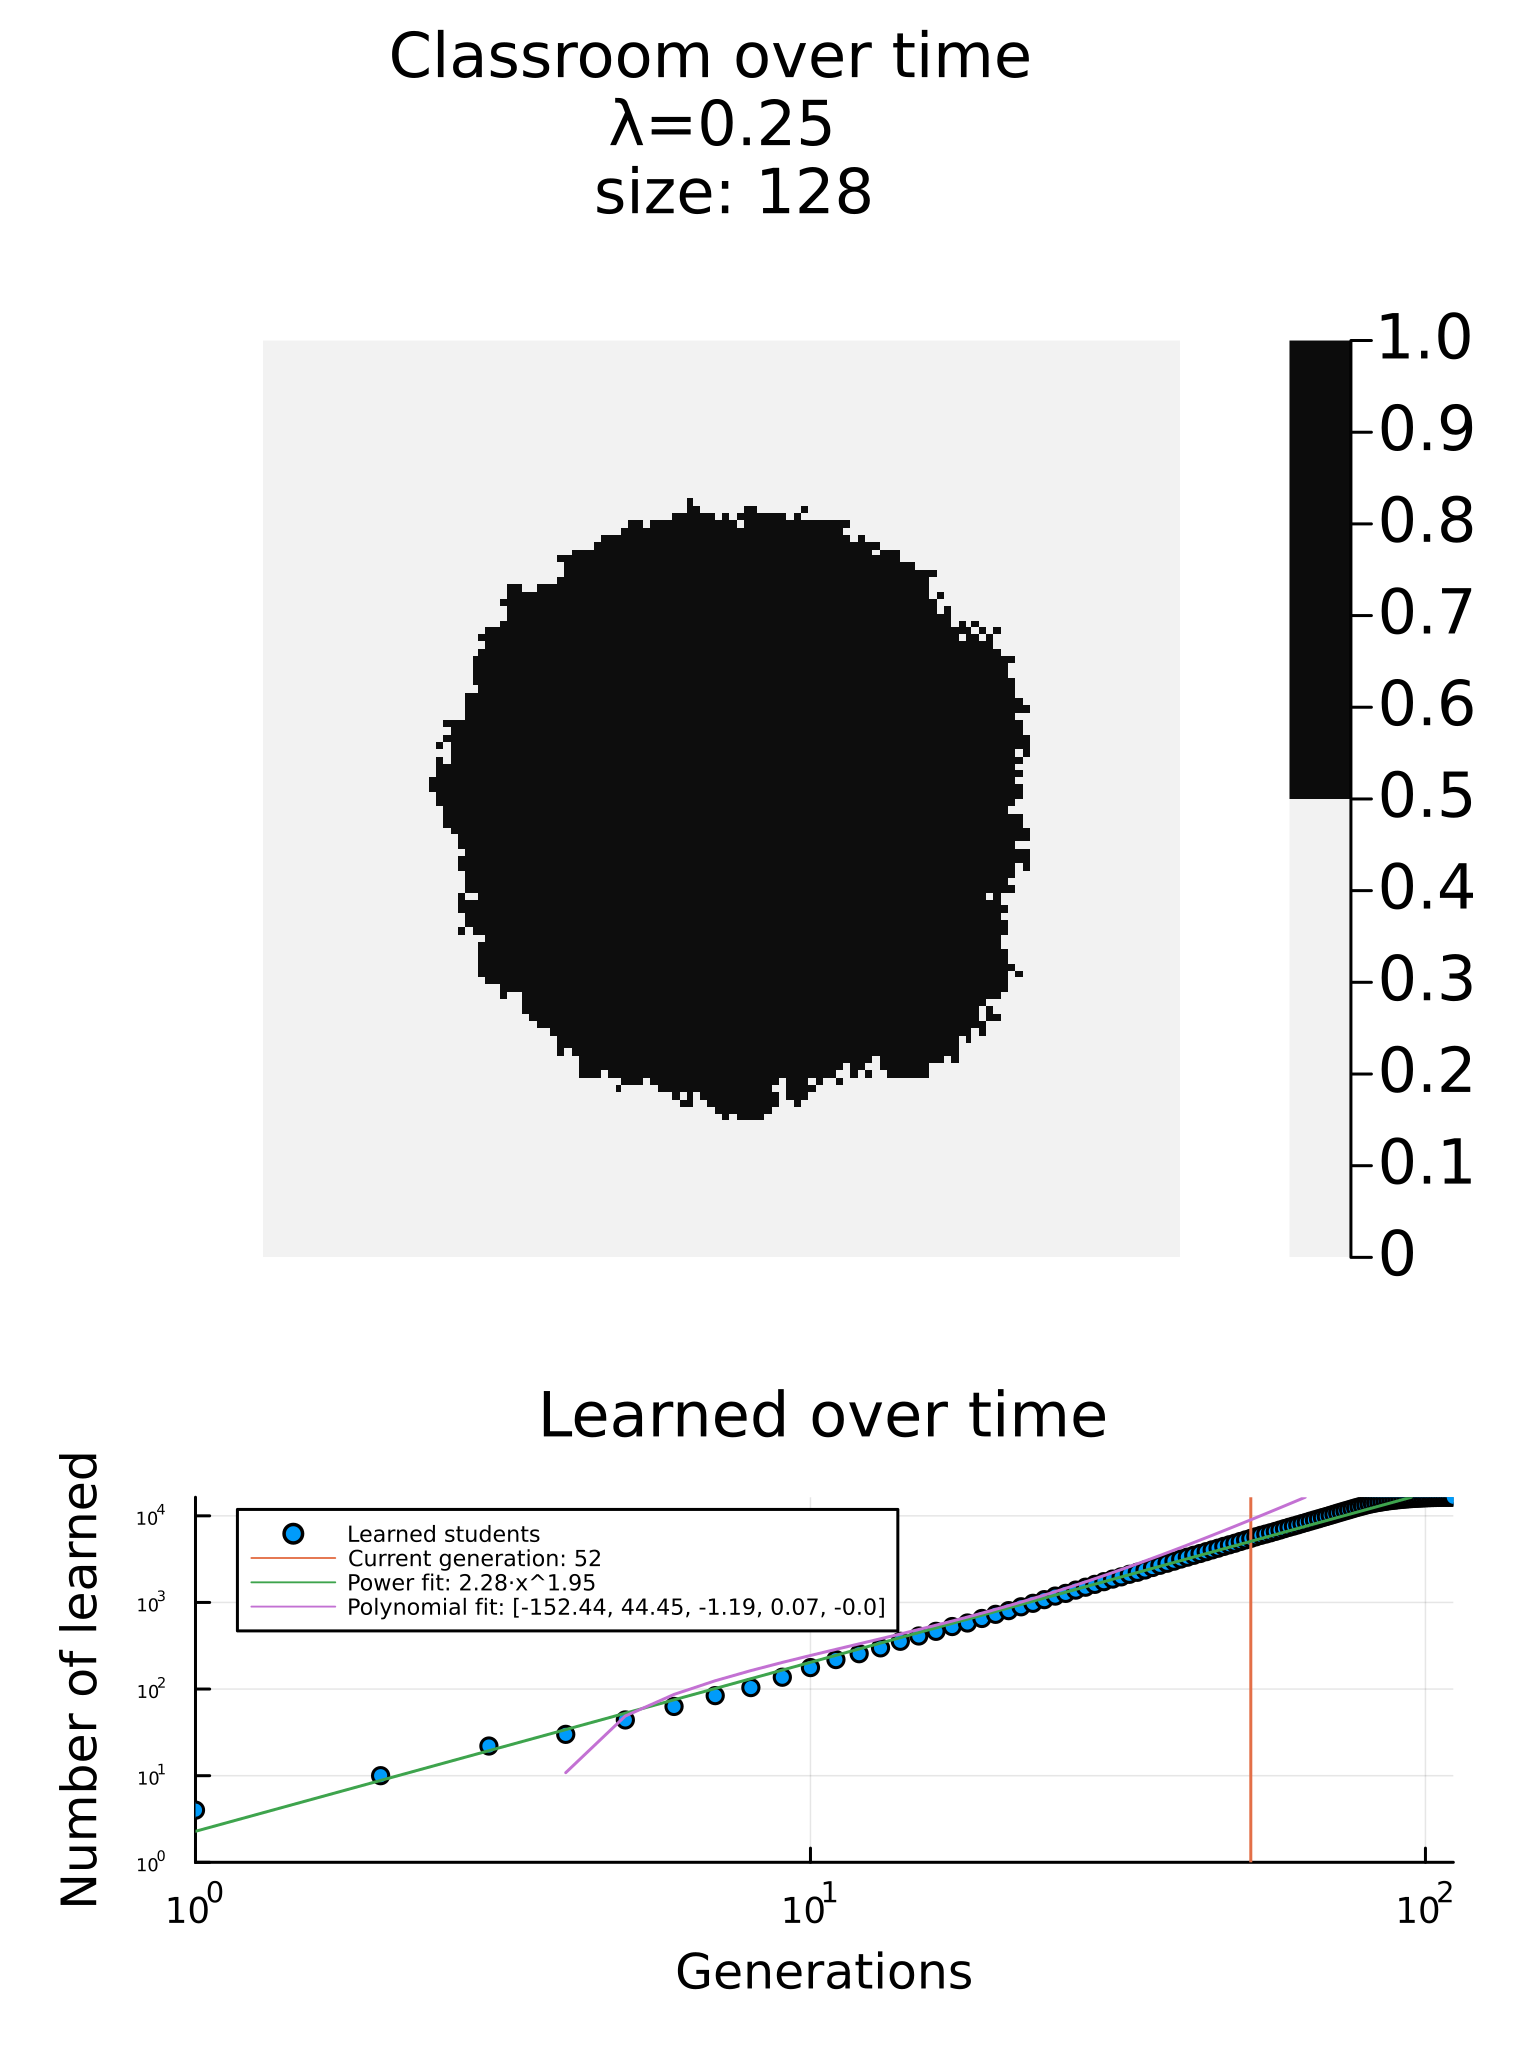 Classroom over time
λ=0.25
size: 128
1.0
0.9
0.8
0.7
0.6
0.5
0.4
0.3
0.2
0.1
0
Learned over time
Number of learned
10^4
10^3
10^2
10^1
10^0
Learned students
Current generation: 52
Power fit: 2.28·x^1.95
Polynomial fit: [-152.44, 44.45, -1.19, 0.07, -0.0]
10^0 10^1 10^2
Generations